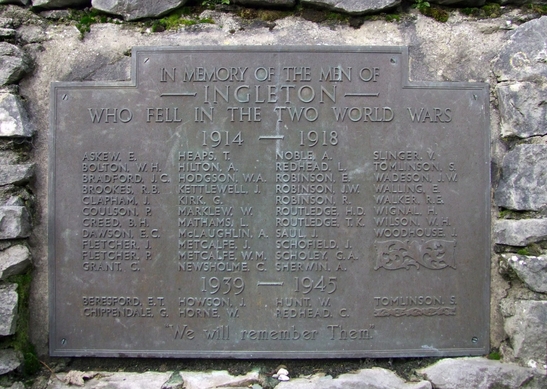 IN MEMORY OF THE MEN OF
— INGLETON —
WHO FELL IN THE TWO WORLD WARS
1914 — 1918
ASKEW. E. HEAPS. T. NOBLE. A. SLINGER. V.
BOLTON. W.H. HILTON. A. REDHEAD. L. TOMLINSON. S.
BRADFORD. J.G. HODGSON. W.A. ROBINSON. E. WADESON. J.W.
BROOKES. R.B. KETTLEWELL. J. ROBINSON. J.W. WALLING. E.
CLAPHAM. J. KIRK. G. ROBINSON. R. WALKER. R.E.
COULSON. P. MARKLEW. W. ROUTLEDGE. H.D. WIGNAL. H.
CREED. B.H. MATHAMS. L. ROUTLEDGE. T.K. WILSON. W.H.
DAWSON. E.C. McLAUGHLIN. A. SAUL. J. WOODHOUSE. J.
FLETCHER. J. METCALFE. J. SCHOFIELD. J.
FLETCHER. P. METCALFE. W.M. SCHOLEY. G.A.
GRANT. C. NEWSHOLME. C. SHERWIN. A.
1939 — 1945
BERESFORD. E.T. HOWSON. J. HUNT. W. TOMLINSON. S.
CHIPPENDALE. G. HORNE. W. REDHEAD. C.
"We will remember Them"